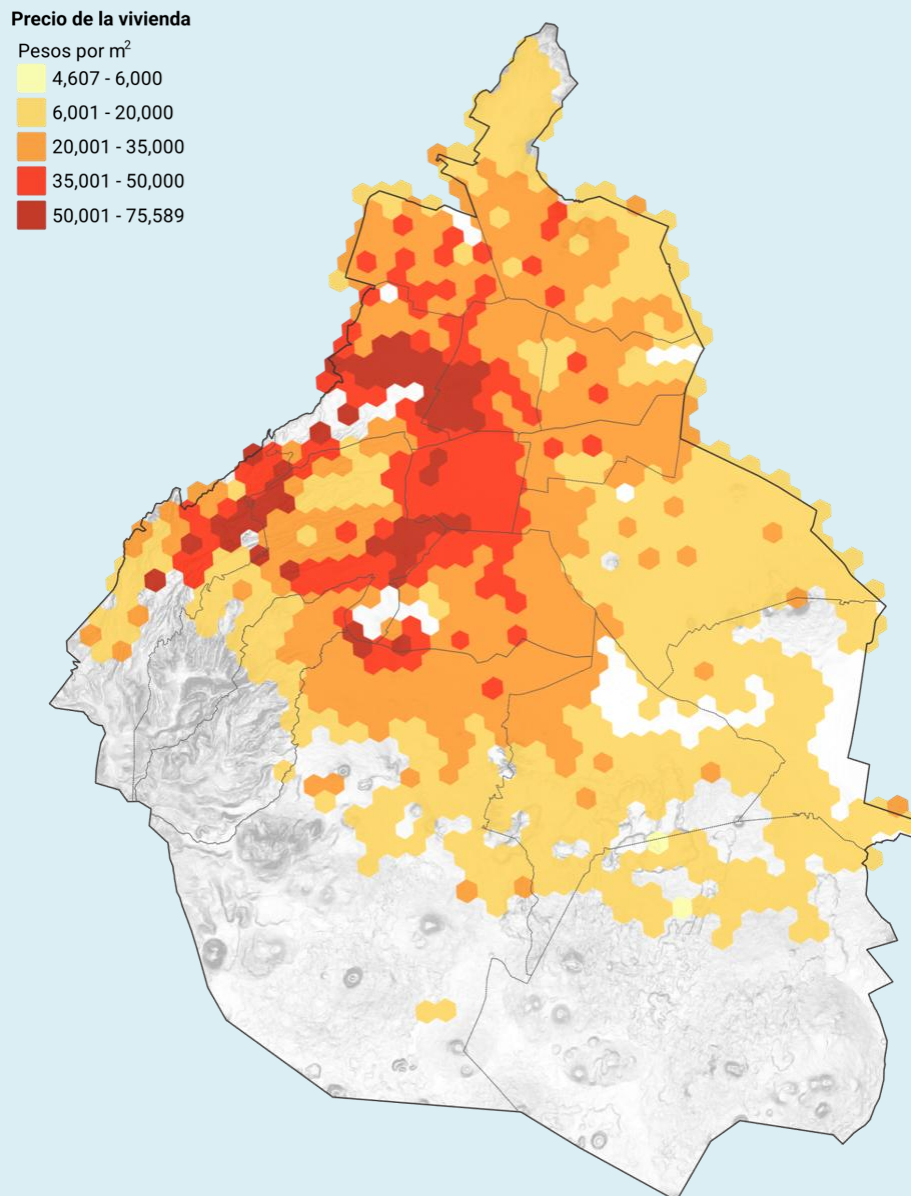 Precio de la vivienda
Pesos por m²
4,607 - 6,000
6,001 - 20,000
20,001 - 35,000
35,001 - 50,000
50,001 - 75,589